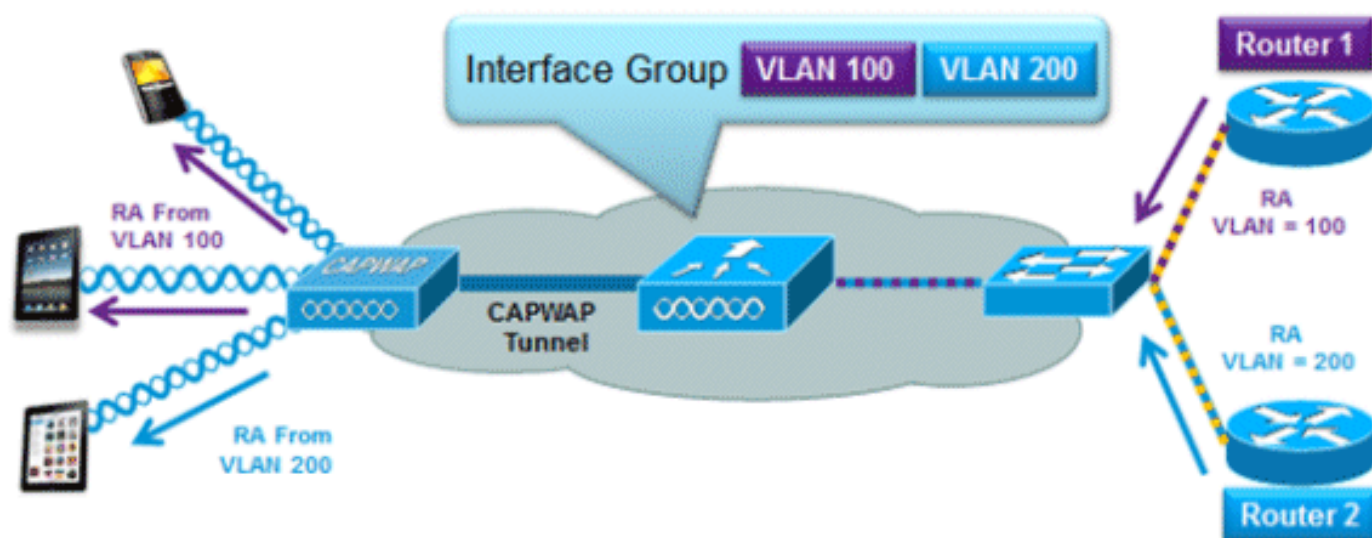 Interface Group VLAN 100 VLAN 200
Router 1
RA
VLAN = 100
RA From
VLAN 100
CAPWAP
CAPWAP
Tunnel
RA
VLAN = 200
RA From
VLAN 200
Router 2